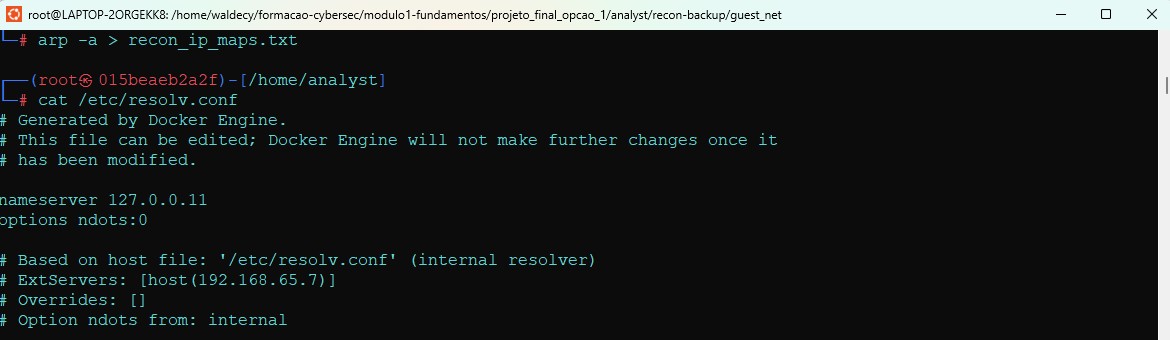 root@LAPTOP-2ORGEKK8: /home/waldecy/formacao-cybersec/modulo1-fundamentos/projeto_final_opcao_1/analyst/recon-backup/guest_net
└─# arp -a > recon_ip_maps.txt
┌──(root㉿015beaeb2a2f)-[/home/analyst]
└─# cat /etc/resolv.conf
# Generated by Docker Engine.
# This file can be edited; Docker Engine will not make further changes once it
# has been modified.
nameserver 127.0.0.11
options ndots:0
# Based on host file: '/etc/resolv.conf' (internal resolver)
# ExtServers: [host(192.168.65.7)]
# Overrides: []
# Option ndots from: internal